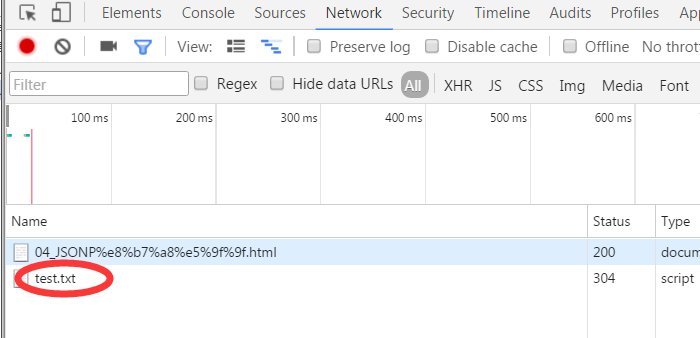 Elements Console Sources Network Security Timeline Audits Profiles App
View: Preserve log Disable cache Offline No thrott
Filter Regex Hide data URLs All XHR JS CSS Img Media Font
100 ms 200 ms 300 ms 400 ms 500 ms 600 ms
Name Status Type
04_JSONP%e8%b7%a8%e5%9f%9f.html 200 docum
test.txt 304 script